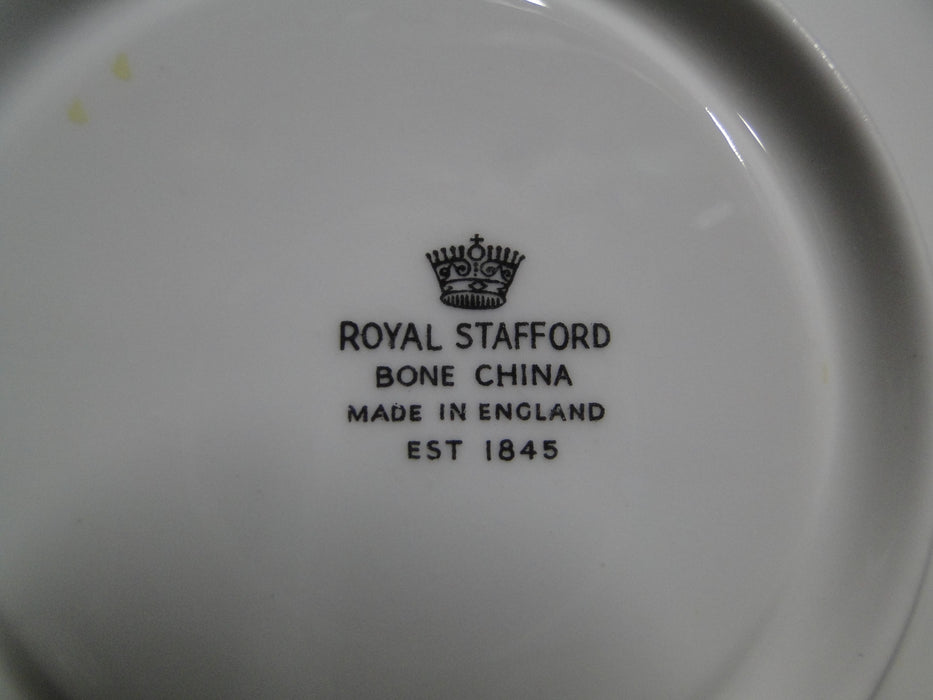 ROYAL STAFFORD
BONE CHINA
MADE IN ENGLAND
EST 1845